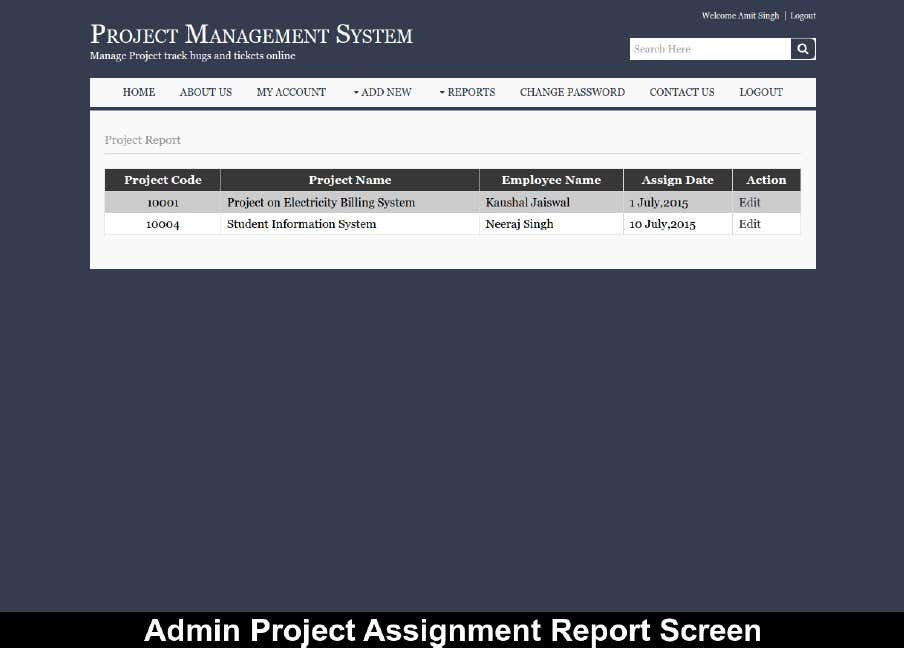 Welcome Amit Singh | Logout
Project Management System
Manage Project track bugs and tickets online
Search Here
HOME ABOUT US MY ACCOUNT ADD NEW REPORTS CHANGE PASSWORD CONTACT US LOGOUT
Project Report
Project Code Project Name Employee Name Assign Date Action
10001 Project on Electricity Billing System Kaushal Jaiswal 1 July,2015 Edit
10004 Student Information System Neeraj Singh 10 July,2015 Edit
Admin Project Assignment Report Screen